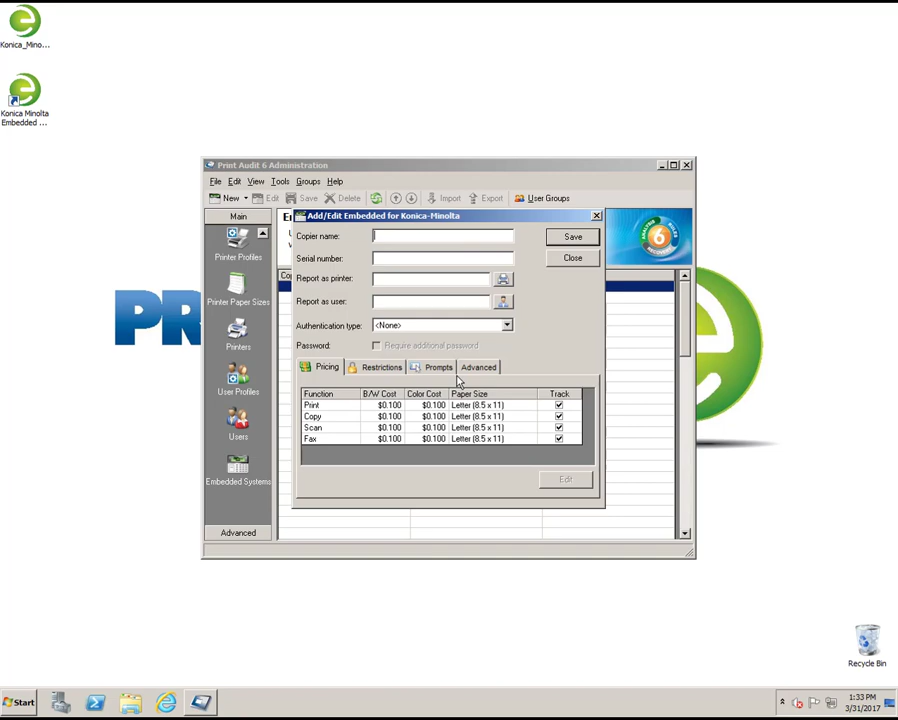 Konica_Mino...
Konica Minolta
Embedded ...
Print Audit 6 Administration
File Edit View Tools Groups Help
New Edit Save Delete Import Export User Groups
Main
Printer Profiles
Printer Paper Sizes
Printers
User Profiles
Users
Embedded Systems
Advanced
PR
6
Add/Edit Embedded for Konica-Minolta
Copier name:
Save
Serial number:
Close
Report as printer:
Report as user:
Authentication type: <None>
Password: Require additional password
Pricing Restrictions Prompts Advanced
Function B/W Cost Color Cost Paper Size Track
Print $0.100 $0.100 Letter (8.5 x 11)
Copy $0.100 $0.100 Letter (8.5 x 11)
Scan $0.100 $0.100 Letter (8.5 x 11)
Fax $0.100 $0.100 Letter (8.5 x 11)
Edit
Recycle Bin
Start
1:33 PM
3/31/2017